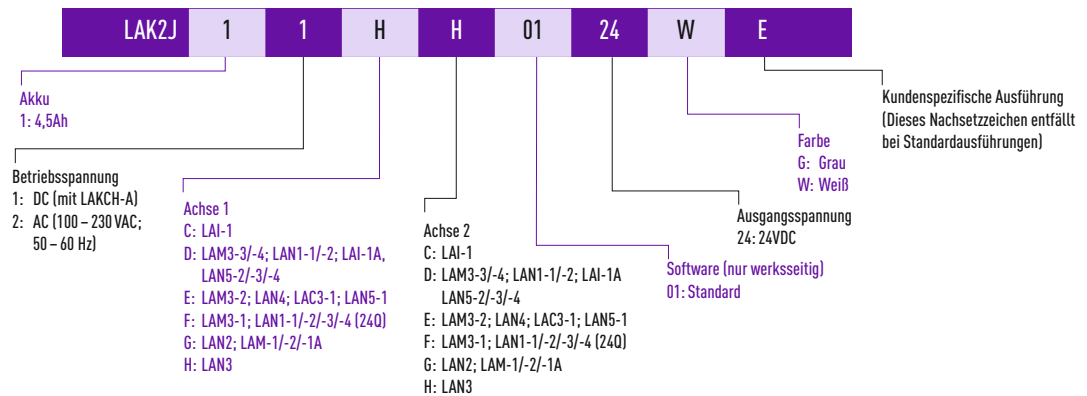 LAK2J 1 1 H H 01 24 W E
Akku
1: 4,5Ah
Betriebsspannung
1: DC (mit LAKCH-A)
2: AC (100 – 230 VAC;
50 – 60 Hz)
Achse 1
C: LAI-1
D: LAM3-3/-4; LAN1-1/-2; LAI-1A,
LAN5-2/-3/-4
E: LAM3-2; LAN4; LAC3-1; LAN5-1
F: LAM3-1; LAN1-1/-2/-3/-4 (24Q)
G: LAN2; LAM-1/-2/-1A
H: LAN3
Achse 2
C: LAI-1
D: LAM3-3/-4; LAN1-1/-2; LAI-1A
LAN5-2/-3/-4
E: LAM3-2; LAN4; LAC3-1; LAN5-1
F: LAM3-1; LAN1-1/-2/-3/-4 (24Q)
G: LAN2; LAM-1/-2/-1A
H: LAN3
Software (nur werksseitig)
01: Standard
Ausgangsspannung
24: 24VDC
Farbe
G: Grau
W: Weiß
Kundenspezifische Ausführung
(Dieses Nachsetzzeichen entfällt
bei Standardausführungen)